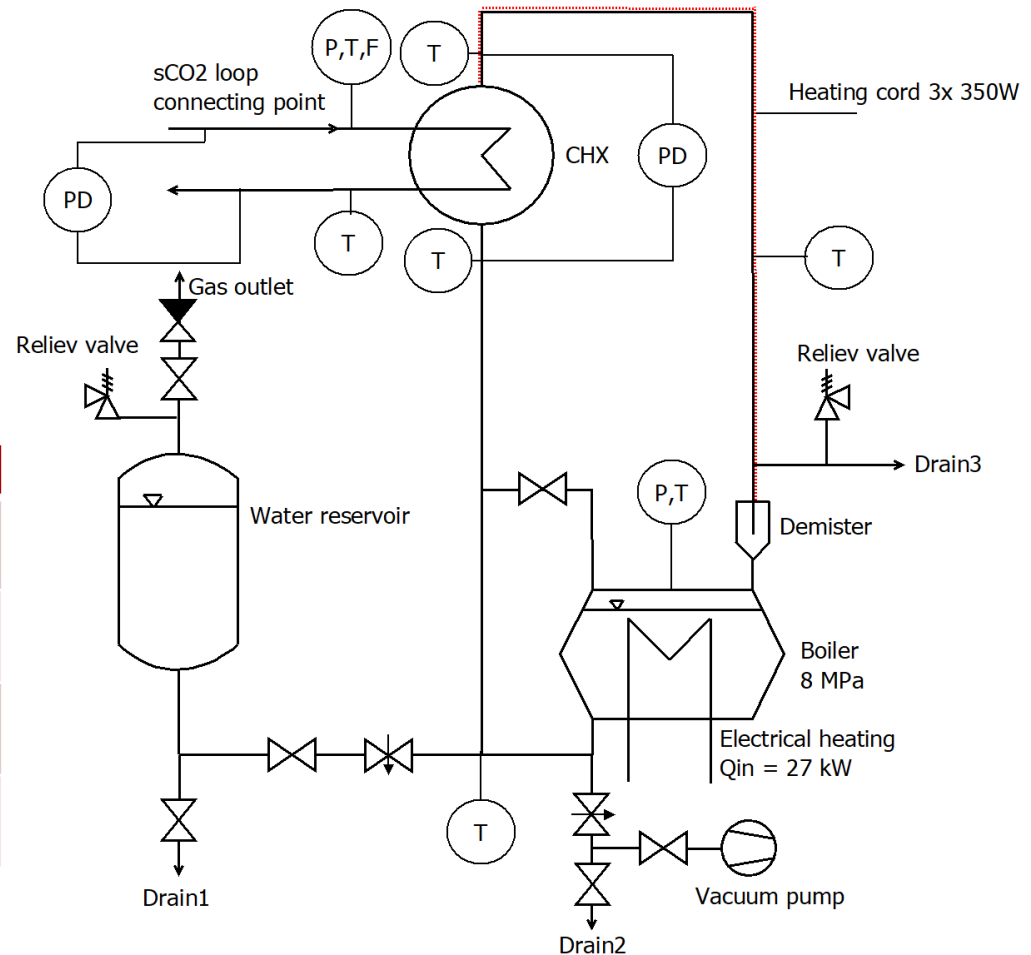 P,T,F
T
sCO2 loop
connecting point
Heating cord 3x 350W
CHX
PD
PD
T
T
T
Gas outlet
Reliev valve
Reliev valve
Drain3
P,T
Water reservoir
Demister
Boiler
8 MPa
Electrical heating
Qin = 27 kW
T
Drain1
Vacuum pump
Drain2